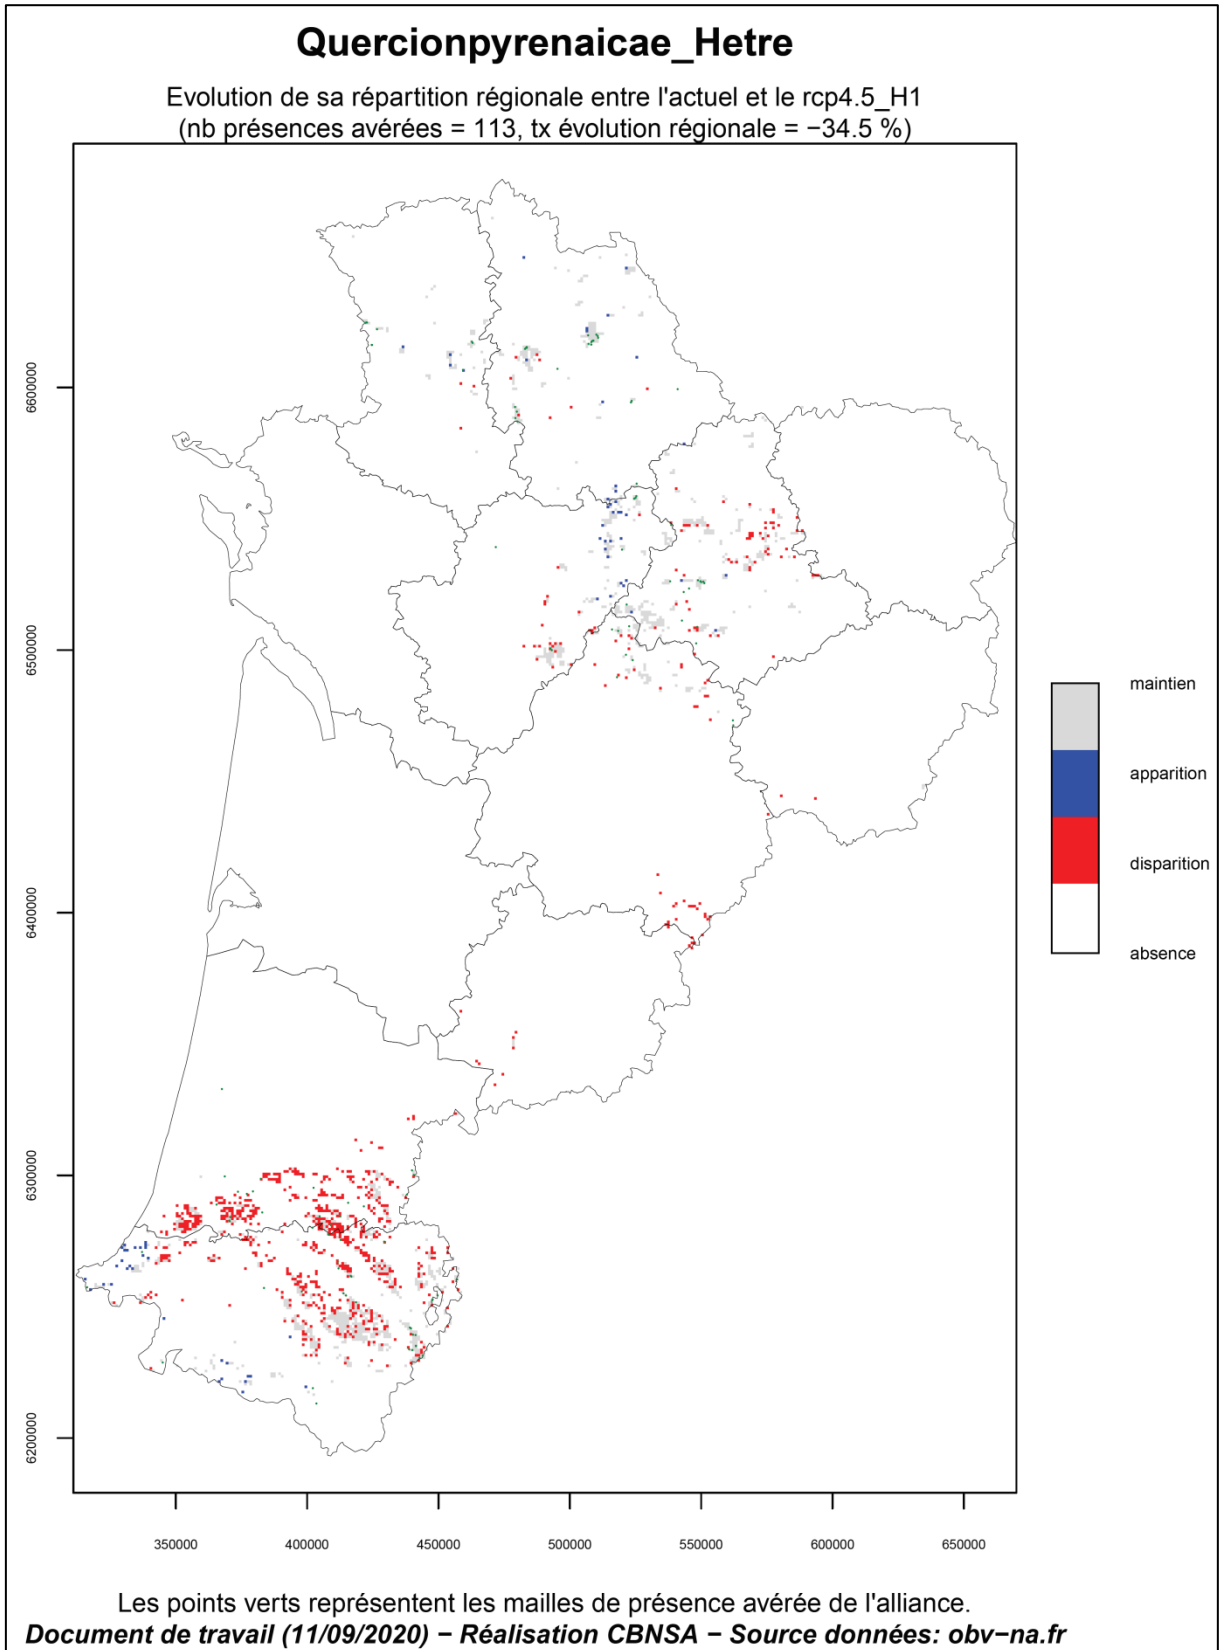 Quercionpyrenaicae_Hetre
Evolution de sa répartition régionale entre l'actuel et le rcp4.5_H1
(nb présences avérées = 113, tx évolution régionale = −34.5 %)
6600000
6500000
6400000
6300000
6200000
maintien
apparition
disparition
absence
350000
400000
450000
500000
550000
600000
650000
Les points verts représentent les mailles de présence avérée de l'alliance.
Document de travail (11/09/2020) − Réalisation CBNSA − Source données: obv−na.fr